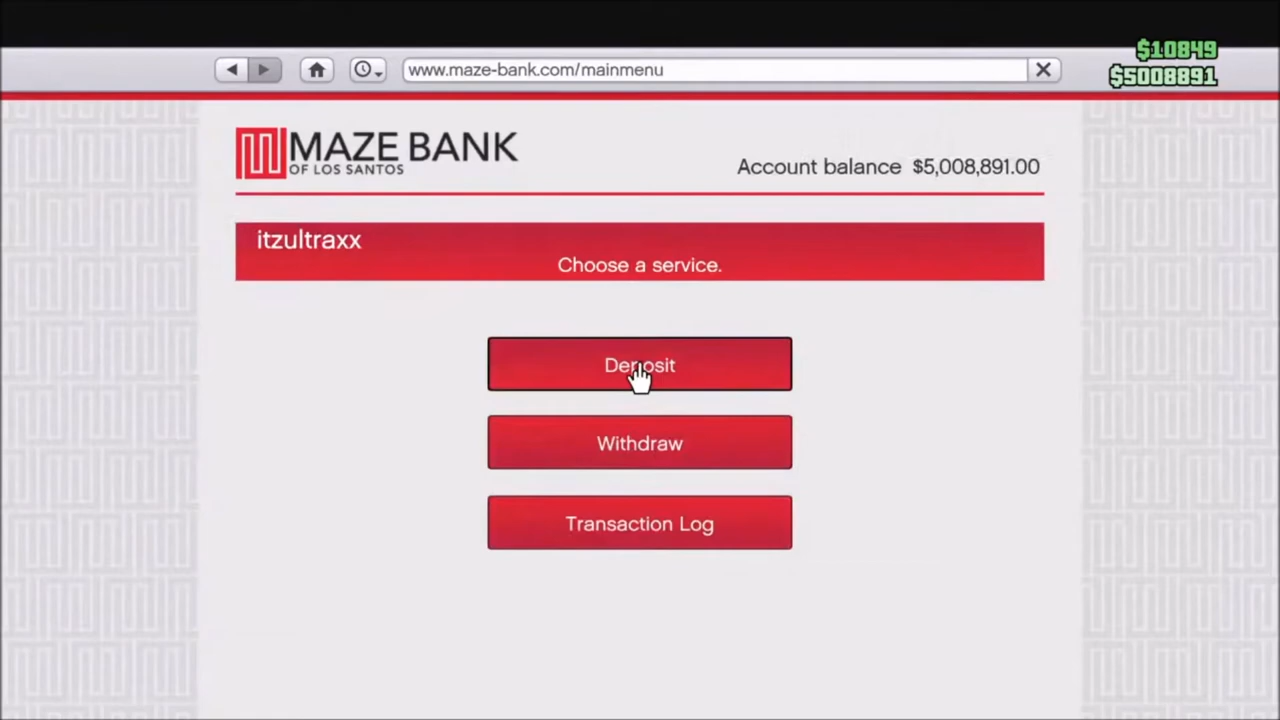 $10849
www.maze-bank.com/mainmenu
$5008891
MAZE BANK
OF LOS SANTOS
Account balance $5,008,891.00
itzultraxx
Choose a service.
Deposit
Withdraw
Transaction Log